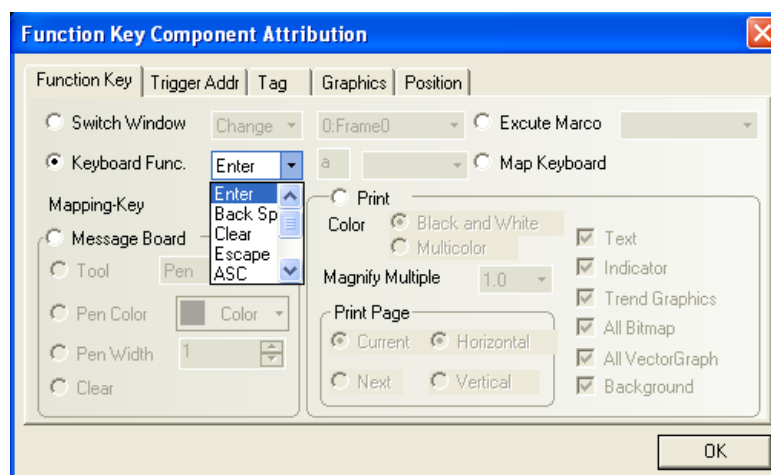 Function Key Component Attribution
Function Key Trigger Addr Tag Graphics Position
Switch Window Change 0:Frame0 Excute Marco
Keyboard Func. Enter a Map Keyboard
Enter
Back Sp
Clear
Escape
ASC
Mapping-Key
Message Board
Tool Pen
Pen Color Color
Pen Width 1
Clear
Print
Color Black and White
Multicolor
Magnify Multiple 1.0
Print Page
Current Horizontal
Next Vertical
Text
Indicator
Trend Graphics
All Bitmap
All VectorGraph
Background
OK